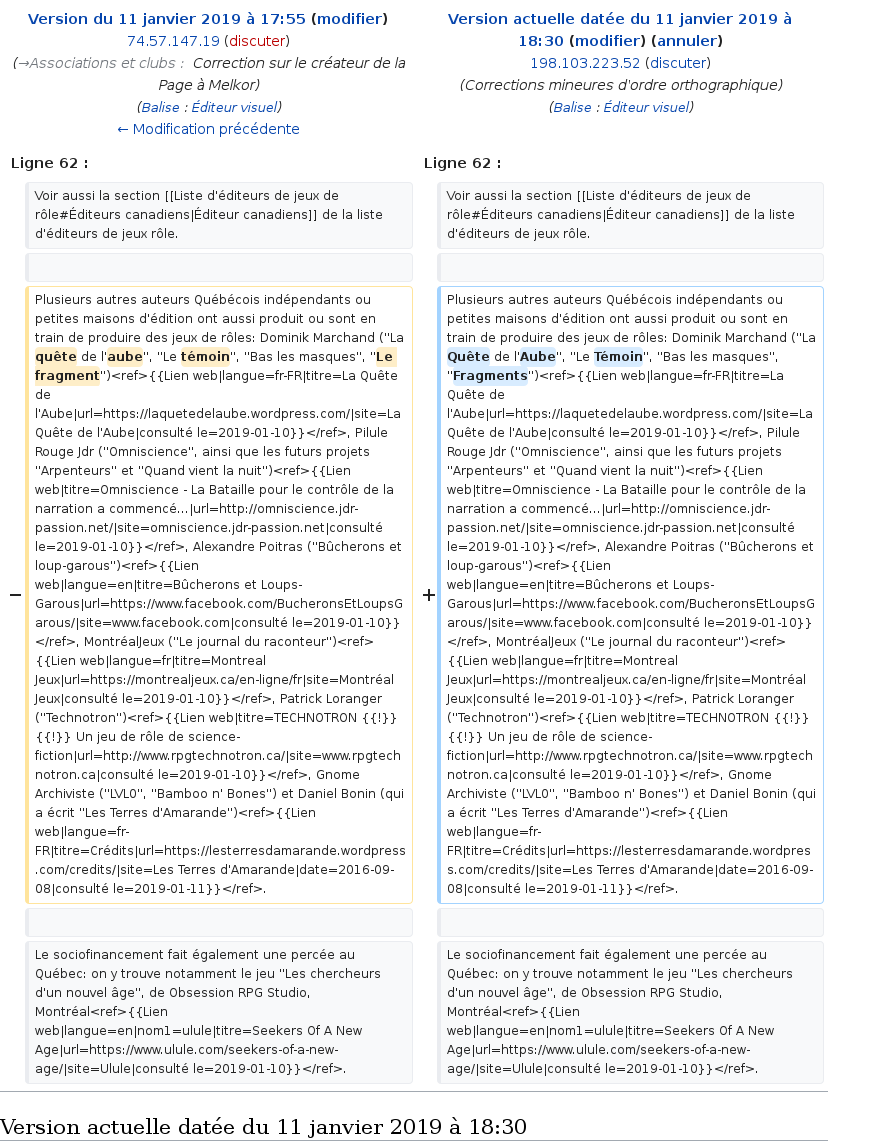 Version du 11 janvier 2019 à 17:55 (modifier)
74.57.147.19 (discuter)
(→Associations et clubs : Correction sur le créateur de la
Page à Melkor)
(Balise : Éditeur visuel)
← Modification précédente
Version actuelle datée du 11 janvier 2019 à
18:30 (modifier) (annuler)
198.103.223.52 (discuter)
(Corrections mineures d'ordre orthographique)
(Balise : Éditeur visuel)
Ligne 62 :
Ligne 62 :
Voir aussi la section [[Liste d'éditeurs de jeux de
rôle#Éditeurs canadiens|Éditeur canadiens]] de la liste
d'éditeurs de jeux rôle.
Voir aussi la section [[Liste d'éditeurs de jeux de
rôle#Éditeurs canadiens|Éditeur canadiens]] de la liste
d'éditeurs de jeux rôle.
−
Plusieurs autres auteurs Québécois indépendants ou
petites maisons d'édition ont aussi produit ou sont en
train de produire des jeux de rôles: Dominik Marchand ("La
quête de l'aube", "Le témoin", "Bas les masques", "Le
fragment")<ref>{{Lien web|langue=fr-FR|titre=La Quête
de
l'Aube|url=https://laquetedelaube.wordpress.com/|site=La
Quête de l'Aube|consulté le=2019-01-10}}</ref>, Pilule
Rouge Jdr ("Omniscience", ainsi que les futurs projets
"Arpenteurs" et "Quand vient la nuit")<ref>{{Lien
web|titre=Omniscience - La Bataille pour le contrôle de la
narration a commencé...|url=http://omniscience.jdr-
passion.net/|site=omniscience.jdr-passion.net|consulté
le=2019-01-10}}</ref>, Alexandre Poitras ("Bûcherons et
loup-garous")<ref>{{Lien
web|langue=en|titre=Bûcherons et Loups-
Garous|url=https://www.facebook.com/BucheronsEtLoupsG
arous/|site=www.facebook.com|consulté le=2019-01-10}}
</ref>, MontréalJeux ("Le journal du raconteur")<ref>
{{Lien web|langue=fr|titre=Montreal
Jeux|url=https://montrealjeux.ca/en-ligne/fr|site=Montréal
Jeux|consulté le=2019-01-10}}</ref>, Patrick Loranger
("Technotron")<ref>{{Lien web|titre=TECHNOTRON {{!}}
{{!}} Un jeu de rôle de science-
fiction|url=http://www.rpgtechnotron.ca/|site=www.rpgtech
notron.ca|consulté le=2019-01-10}}</ref>, Gnome
Archiviste ("LVL0", "Bamboo n' Bones") et Daniel Bonin (qui
a écrit "Les Terres d'Amarande")<ref>{{Lien
web|langue=fr-
FR|titre=Crédits|url=https://lesterresdamarande.wordpress
.com/credits/|site=Les Terres d'Amarande|date=2016-09-
08|consulté le=2019-01-11}}</ref>.
+
Plusieurs autres auteurs Québécois indépendants ou
petites maisons d'édition ont aussi produit ou sont en
train de produire des jeux de rôles: Dominik Marchand ("La
Quête de l'Aube", "Le Témoin", "Bas les masques",
"Fragments")<ref>{{Lien web|langue=fr-FR|titre=La
Quête de
l'Aube|url=https://laquetedelaube.wordpress.com/|site=La
Quête de l'Aube|consulté le=2019-01-10}}</ref>, Pilule
Rouge Jdr ("Omniscience", ainsi que les futurs projets
"Arpenteurs" et "Quand vient la nuit")<ref>{{Lien
web|titre=Omniscience - La Bataille pour le contrôle de la
narration a commencé...|url=http://omniscience.jdr-
passion.net/|site=omniscience.jdr-passion.net|consulté
le=2019-01-10}}</ref>, Alexandre Poitras ("Bûcherons et
loup-garous")<ref>{{Lien
web|langue=en|titre=Bûcherons et Loups-
Garous|url=https://www.facebook.com/BucheronsEtLoupsG
arous/|site=www.facebook.com|consulté le=2019-01-10}}
</ref>, MontréalJeux ("Le journal du raconteur")<ref>
{{Lien web|langue=fr|titre=Montreal
Jeux|url=https://montrealjeux.ca/en-ligne/fr|site=Montréal
Jeux|consulté le=2019-01-10}}</ref>, Patrick Loranger
("Technotron")<ref>{{Lien web|titre=TECHNOTRON {{!}}
{{!}} Un jeu de rôle de science-
fiction|url=http://www.rpgtechnotron.ca/|site=www.rpgtech
notron.ca|consulté le=2019-01-10}}</ref>, Gnome
Archiviste ("LVL0", "Bamboo n' Bones") et Daniel Bonin (qui
a écrit "Les Terres d'Amarande")<ref>{{Lien
web|langue=fr-
FR|titre=Crédits|url=https://lesterresdamarande.wordpres
s.com/credits/|site=Les Terres d'Amarande|date=2016-09-
08|consulté le=2019-01-11}}</ref>.
Le sociofinancement fait également une percée au
Québec: on y trouve notamment le jeu "Les chercheurs
d'un nouvel âge", de Obsession RPG Studio,
Montréal<ref>{{Lien
web|langue=en|nom1=ulule|titre=Seekers Of A New
Age|url=https://www.ulule.com/seekers-of-a-new-
age/|site=Ulule|consulté le=2019-01-10}}</ref>.
Le sociofinancement fait également une percée au
Québec: on y trouve notamment le jeu "Les chercheurs
d'un nouvel âge", de Obsession RPG Studio,
Montréal<ref>{{Lien
web|langue=en|nom1=ulule|titre=Seekers Of A New
Age|url=https://www.ulule.com/seekers-of-a-new-
age/|site=Ulule|consulté le=2019-01-10}}</ref>.
Version actuelle datée du 11 janvier 2019 à 18:30